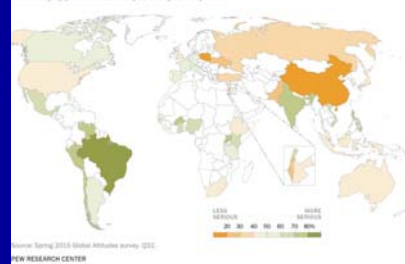 LESS MORE
SERIOUS SERIOUS
20 30 40 50 60 70 80%
Source: Spring 2015 Global Attitudes survey. Q32.
PEW RESEARCH CENTER